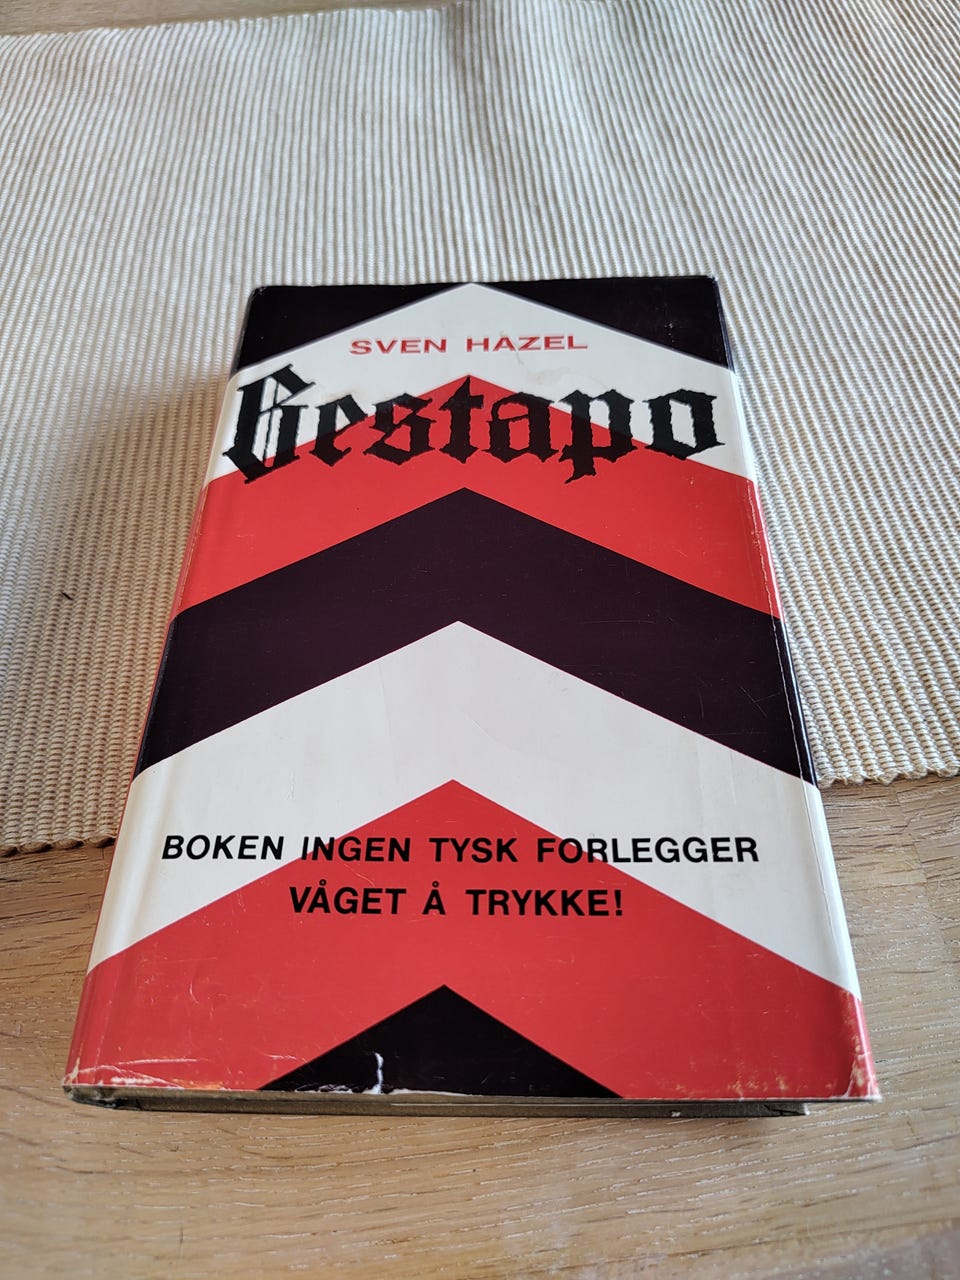 SVEN HAZEL
Gestapo
BOKEN INGEN TYSK FORLEGGER
VÅGET Å TRYKKE!